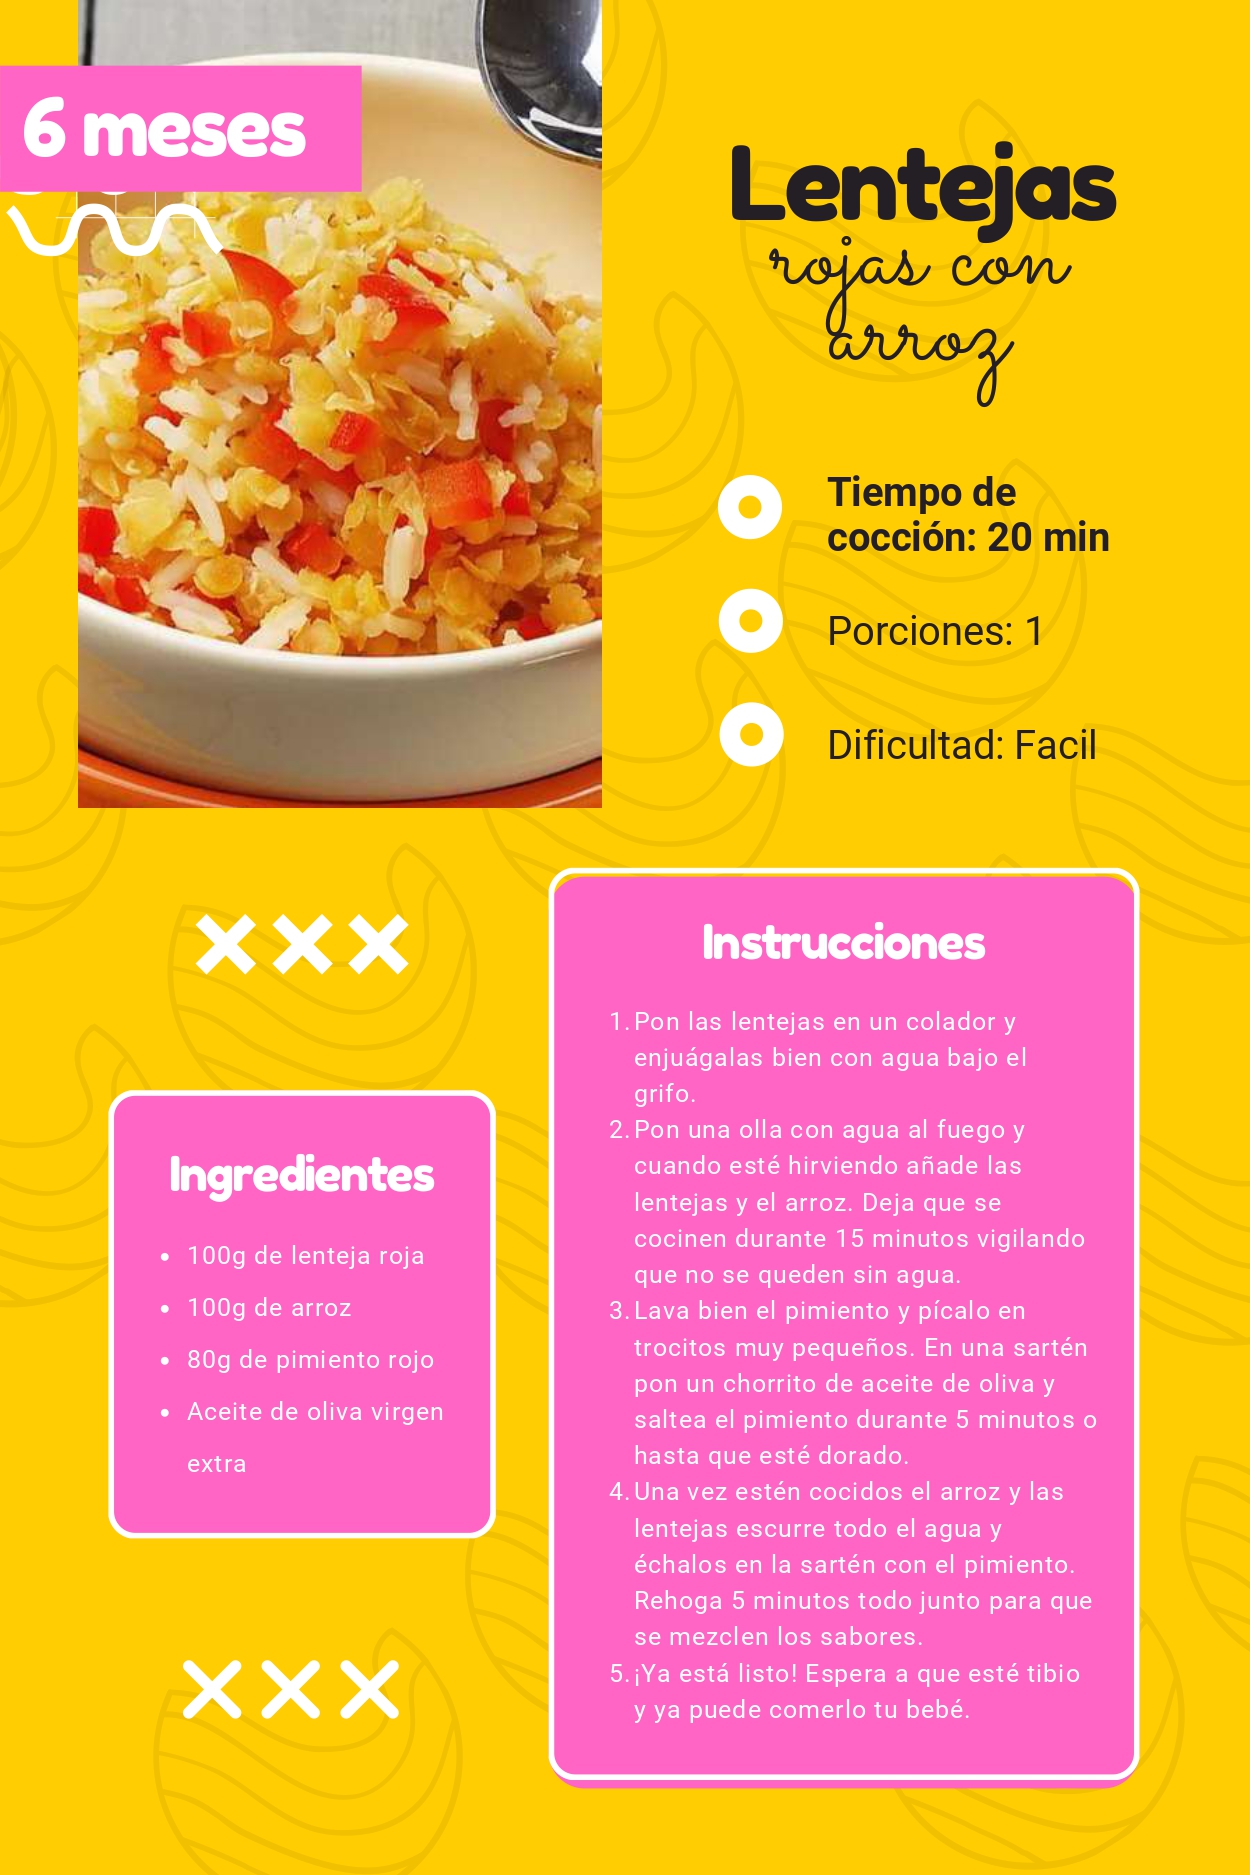 6 meses
Lentejas
rojas con
arroz
Tiempo de
cocción: 20 min
Porciones: 1
Dificultad: Facil
Ingredientes
• 100g de lenteja roja
• 100g de arroz
• 80g de pimiento rojo
• Aceite de oliva virgen
extra
Instrucciones
1. Pon las lentejas en un colador y
enjuágalas bien con agua bajo el
grifo.
2. Pon una olla con agua al fuego y
cuando esté hirviendo añade las
lentejas y el arroz. Deja que se
cocinen durante 15 minutos vigilando
que no se queden sin agua.
3. Lava bien el pimiento y pícalo en
trocitos muy pequeños. En una sartén
pon un chorrito de aceite de oliva y
saltea el pimiento durante 5 minutos o
hasta que esté dorado.
4. Una vez estén cocidos el arroz y las
lentejas escurre todo el agua y
échalos en la sartén con el pimiento.
Rehoga 5 minutos todo junto para que
se mezclen los sabores.
5. ¡Ya está listo! Espera a que esté tibio
y ya puede comerlo tu bebé.